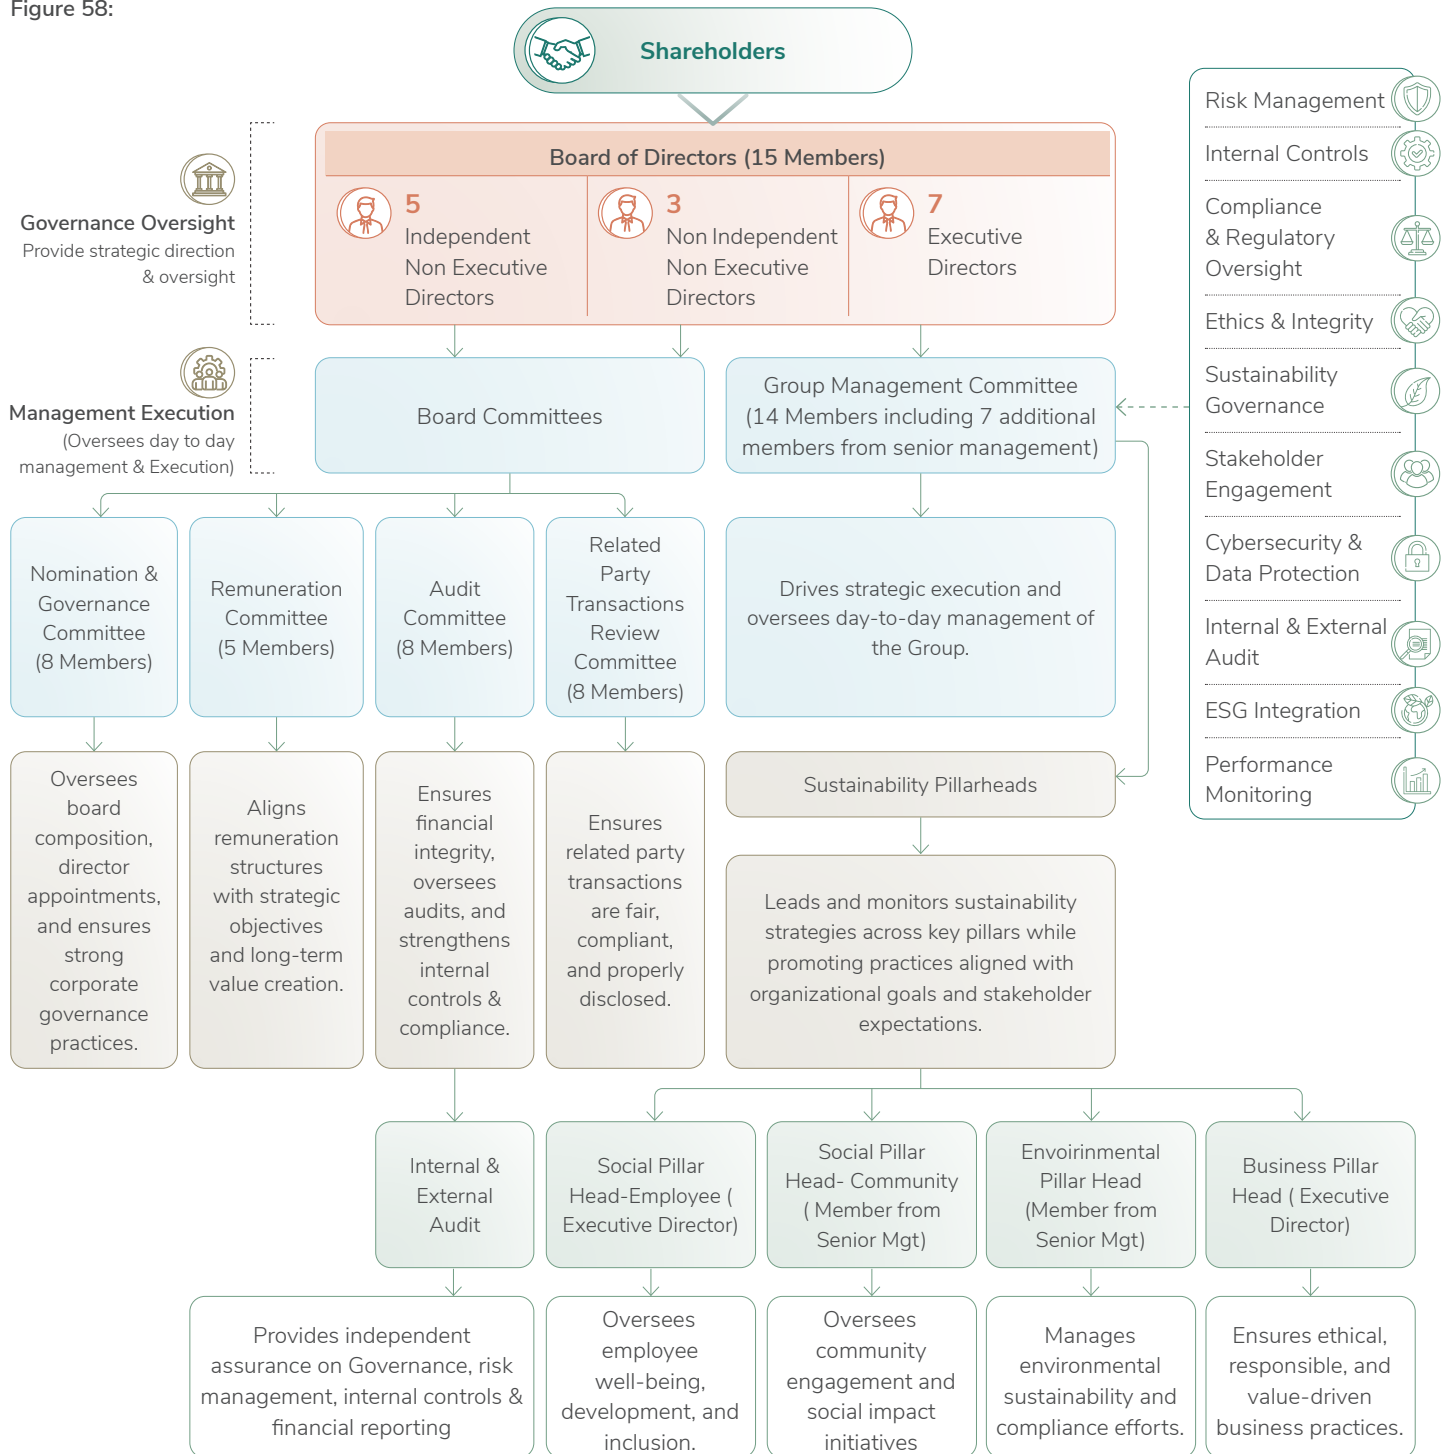 Figure 58:
Shareholders
Board of Directors (15 Members)
5
Independent
Non Executive
Directors
3
Non Independent
Non Executive
Directors
7
Executive
Directors
Governance Oversight
Provide strategic direction
& oversight
Management Execution
(Oversees day to day
management & Execution)
Board Committees
Group Management Committee
(14 Members including 7 additional
members from senior management)
Nomination &
Governance
Committee
(8 Members)
Remuneration
Committee
(5 Members)
Audit
Committee
(8 Members)
Related
Party
Transactions
Review
Committee
(8 Members)
Drives strategic execution and
oversees day-to-day management of
the Group.
Oversees
board
composition,
director
appointments,
and ensures
strong
corporate
governance
practices.
Aligns
remuneration
structures
with strategic
objectives
and long-term
value creation.
Ensures
financial
integrity,
oversees
audits, and
strengthens
internal
controls &
compliance.
Ensures
related party
transactions
are fair,
compliant,
and properly
disclosed.
Sustainability Pillarheads
Leads and monitors sustainability
strategies across key pillars while
promoting practices aligned with
organizational goals and stakeholder
expectations.
Internal &
External
Audit
Social Pillar
Head-Employee (
Executive Director)
Social Pillar
Head- Community
( Member from
Senior Mgt)
Envoirinmental
Pillar Head
(Member from
Senior Mgt)
Business Pillar
Head ( Executive
Director)
Provides independent
assurance on Governance, risk
management, internal controls &
financial reporting
Oversees
employee
well-being,
development, and
inclusion.
Oversees
community
engagement and
social impact
initiatives
Manages
environmental
sustainability and
compliance efforts.
Ensures ethical,
responsible, and
value-driven
business practices.
Risk Management
Internal Controls
Compliance
& Regulatory
Oversight
Ethics & Integrity
Sustainability
Governance
Stakeholder
Engagement
Cybersecurity &
Data Protection
Internal & External
Audit
ESG Integration
Performance
Monitoring